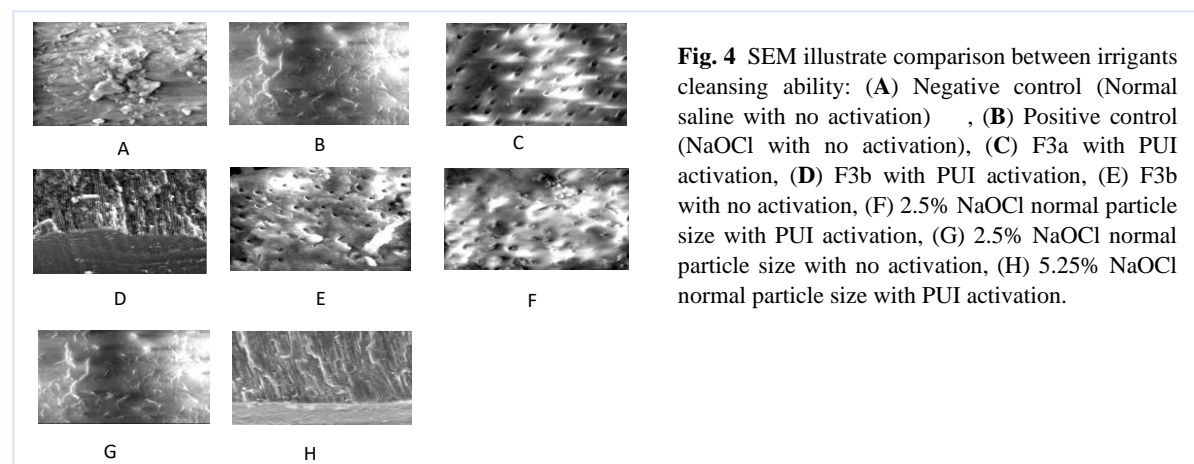 A
B
C
D
E
F
G
H
Fig. 4 SEM illustrate comparison between irrigants
cleansing ability: (A) Negative control (Normal
saline with no activation) , (B) Positive control
(NaOCl with no activation), (C) F3a with PUI
activation, (D) F3b with PUI activation, (E) F3b
with no activation, (F) 2.5% NaOCl normal particle
size with PUI activation, (G) 2.5% NaOCl normal
particle size with no activation, (H) 5.25% NaOCl
normal particle size with PUI activation.